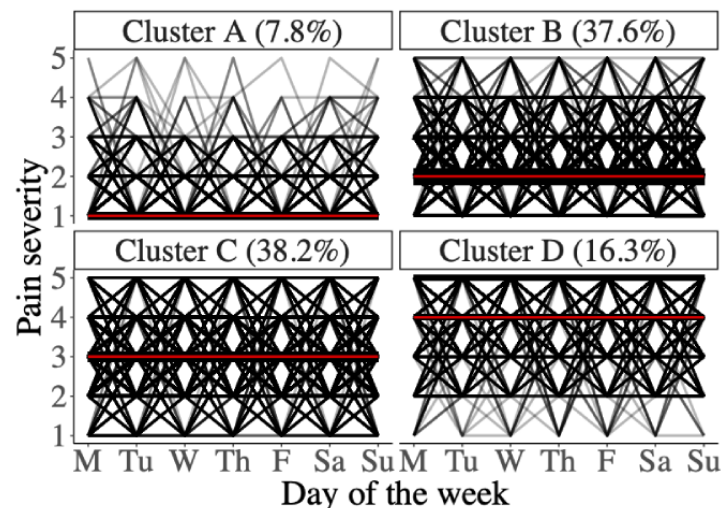 Cluster A (7.8%) Cluster B (37.6%)
5
4
3
2
1
Cluster C (38.2%) Cluster D (16.3%)
5
4
3
2
1
Pain severity
M Tu W Th F Sa Su M Tu W Th F Sa Su
Day of the week